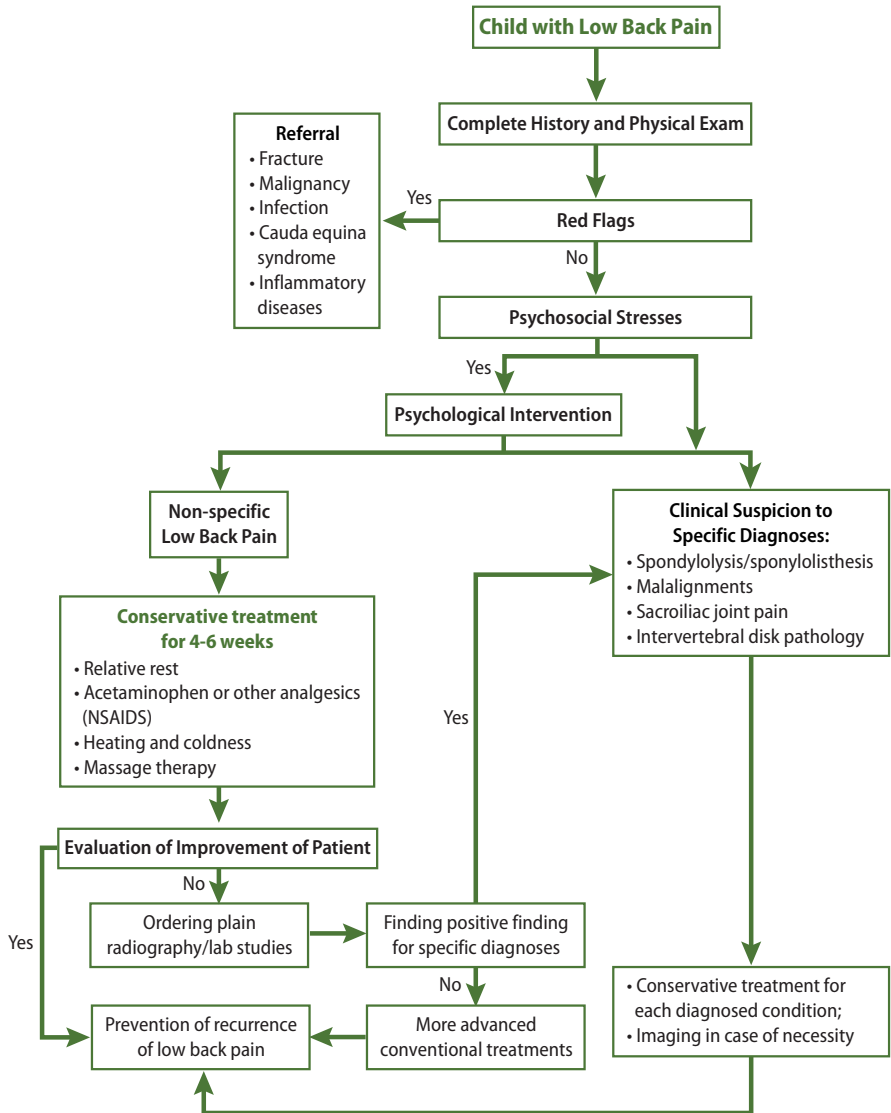 Child with Low Back Pain
Complete History and Physical Exam
Referral
• Fracture
• Malignancy
• Infection
• Cauda equina
syndrome
• Inflammatory
diseases
Yes
Red Flags
No
Psychosocial Stresses
Yes
Psychological Intervention
Non-specific
Low Back Pain
Clinical Suspicion to
Specific Diagnoses:
• Spondylolysis/sponylolisthesis
• Malalignments
• Sacroiliac joint pain
• Intervertebral disk pathology
Conservative treatment
for 4-6 weeks
• Relative rest
• Acetaminophen or other analgesics
(NSAIDS)
• Heating and coldness
• Massage therapy
Yes
Evaluation of Improvement of Patient
No
Ordering plain
radiography/lab studies
Finding positive finding
for specific diagnoses
Yes
No
Prevention of recurrence
of low back pain
More advanced
conventional treatments
• Conservative treatment for
each diagnosed condition;
• Imaging in case of necessity